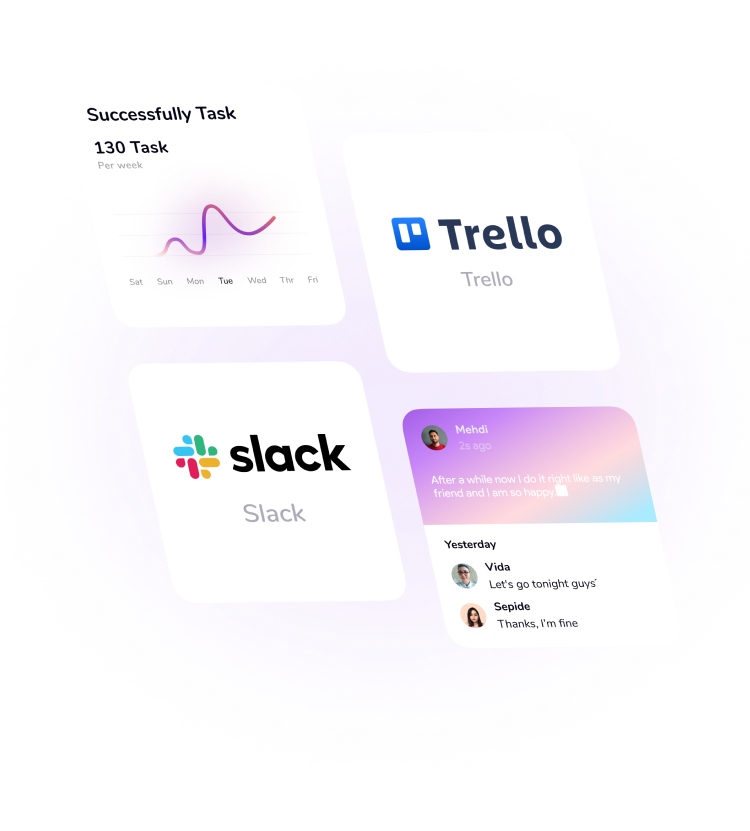 Successfully Task
130 Task
Per week
Sat Sun Mon Tue Wed Thr Fri
Trello
Trello
slack
Slack
Mehdi
2s ago
After a while now I do it right like as my
friend and I am so happy
Yesterday
Vida
Let's go tonight guys'
Sepide
Thanks, I'm fine